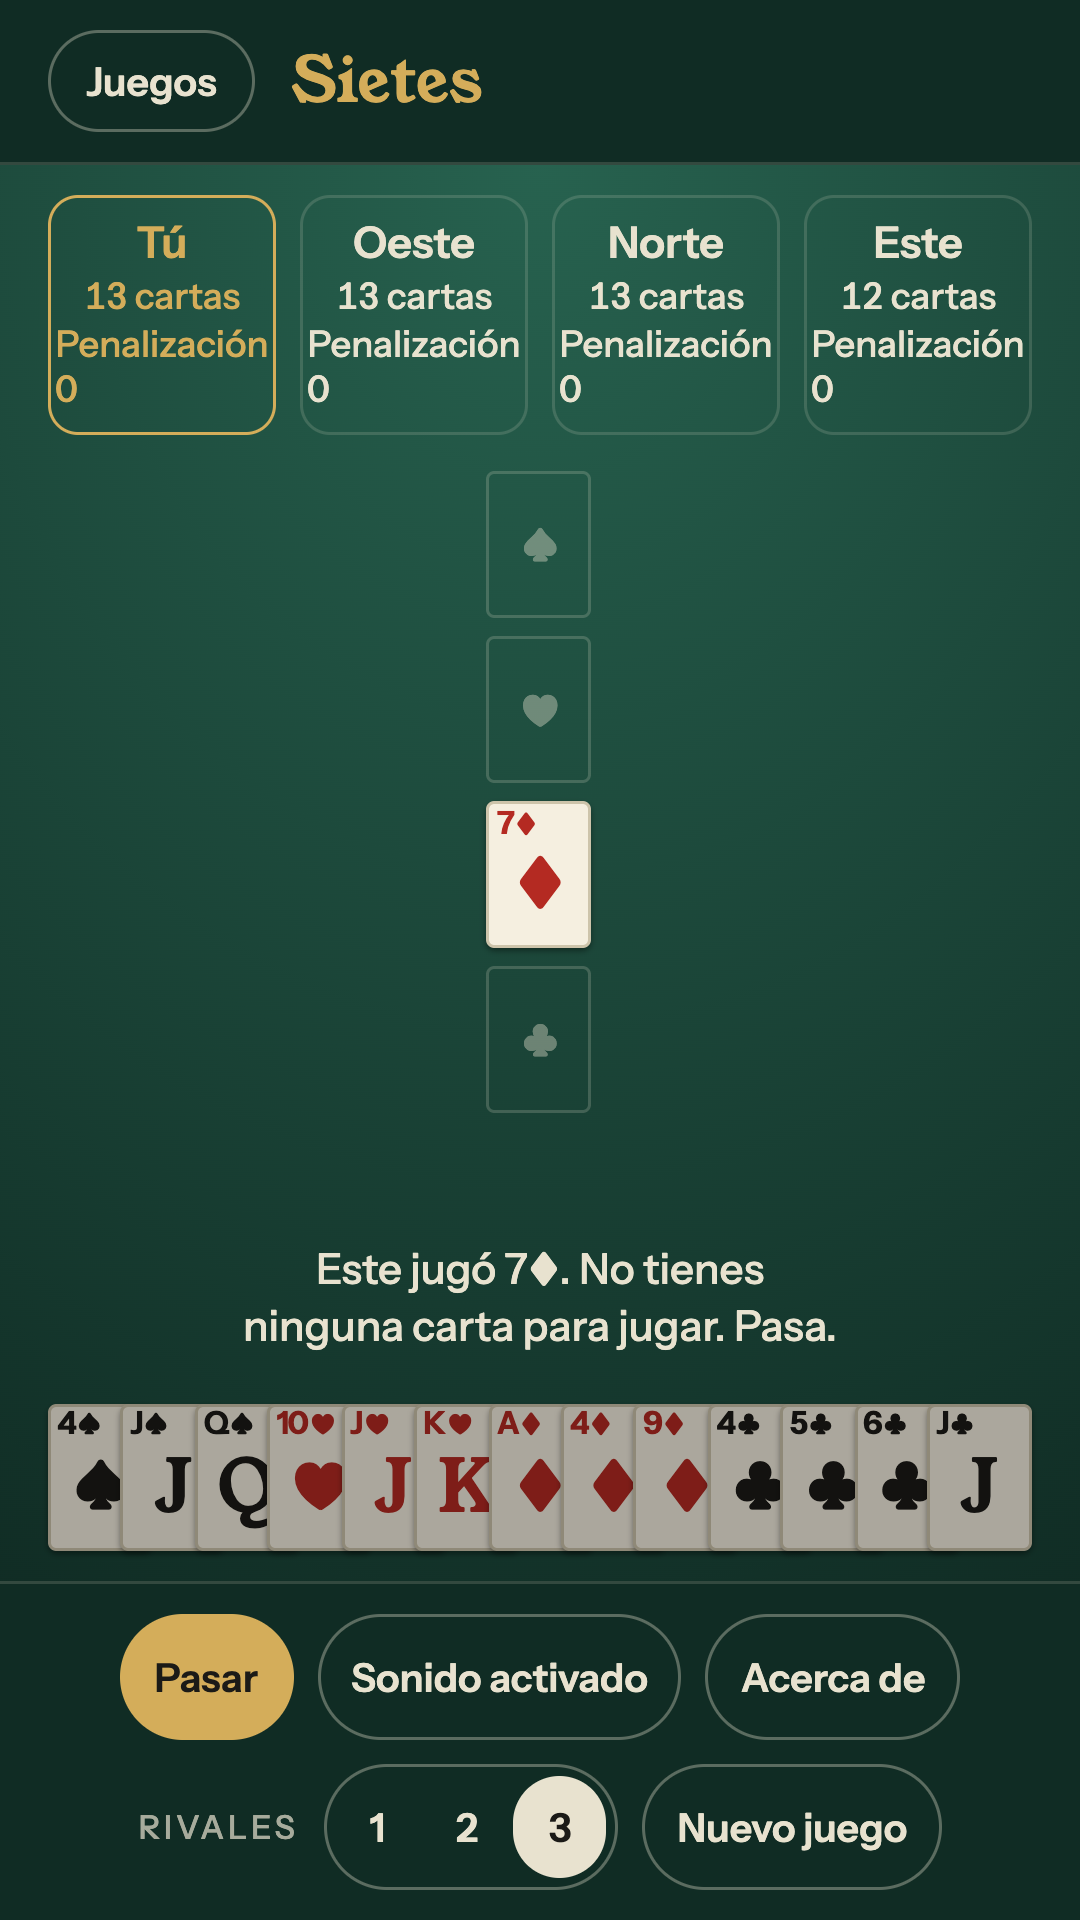 Juegos
Sietes
Tú
13 cartas
Penalización
0
Oeste
13 cartas
Penalización
0
Norte
13 cartas
Penalización
0
Este
12 cartas
Penalización
0
7♦
Este jugó 7♦. No tienes
ninguna carta para jugar. Pasa.
4♠ J♠ Q♠ 10♥ J♥ K♥ A♦ 4♦ 9♦ 4♣ 5♣ 6♣ J♣
J Q J K J
Pasar
Sonido activado
Acerca de
RIVALES
1 2 3
Nuevo juego